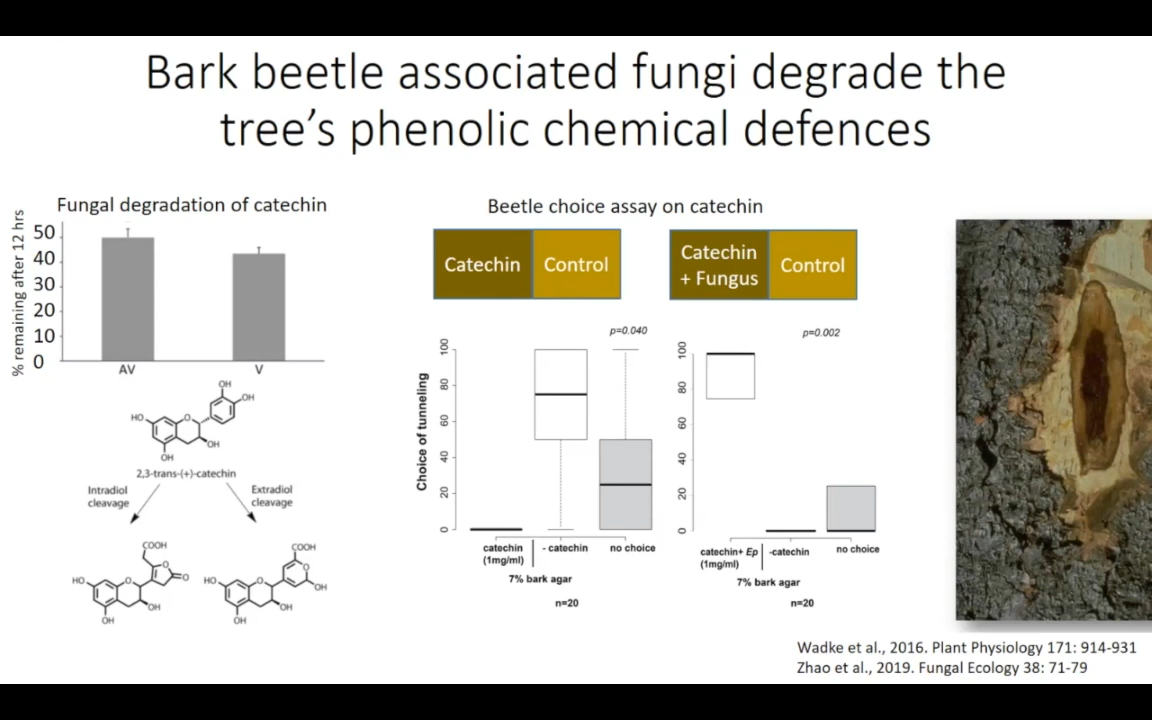 Bark beetle associated fungi degrade the
tree's phenolic chemical defences
Fungal degradation of catechin
% remaining after 12 hrs
50
40
30
20
10
0
AV
V
OH
OH
HO
O
OH
OH
2,3-trans-(+)-catechin
Intradiol
cleavage
Extradiol
cleavage
COOH
HO
O
O
O
OH
OH
COOH
HO
O
O
OH
OH
OH
Beetle choice assay on catechin
Catechin
Control
p=0.040
Choice of tunneling
100
80
60
40
20
0
catechin
(1mg/ml)
- catechin
no choice
7% bark agar
n=20
Catechin
+ Fungus
Control
p=0.002
100
80
60
40
20
0
catechin+ Ep
(1mg/ml)
-catechin
no choice
7% bark agar
n=20
Wadke et al., 2016. Plant Physiology 171: 914-931
Zhao et al., 2019. Fungal Ecology 38: 71-79